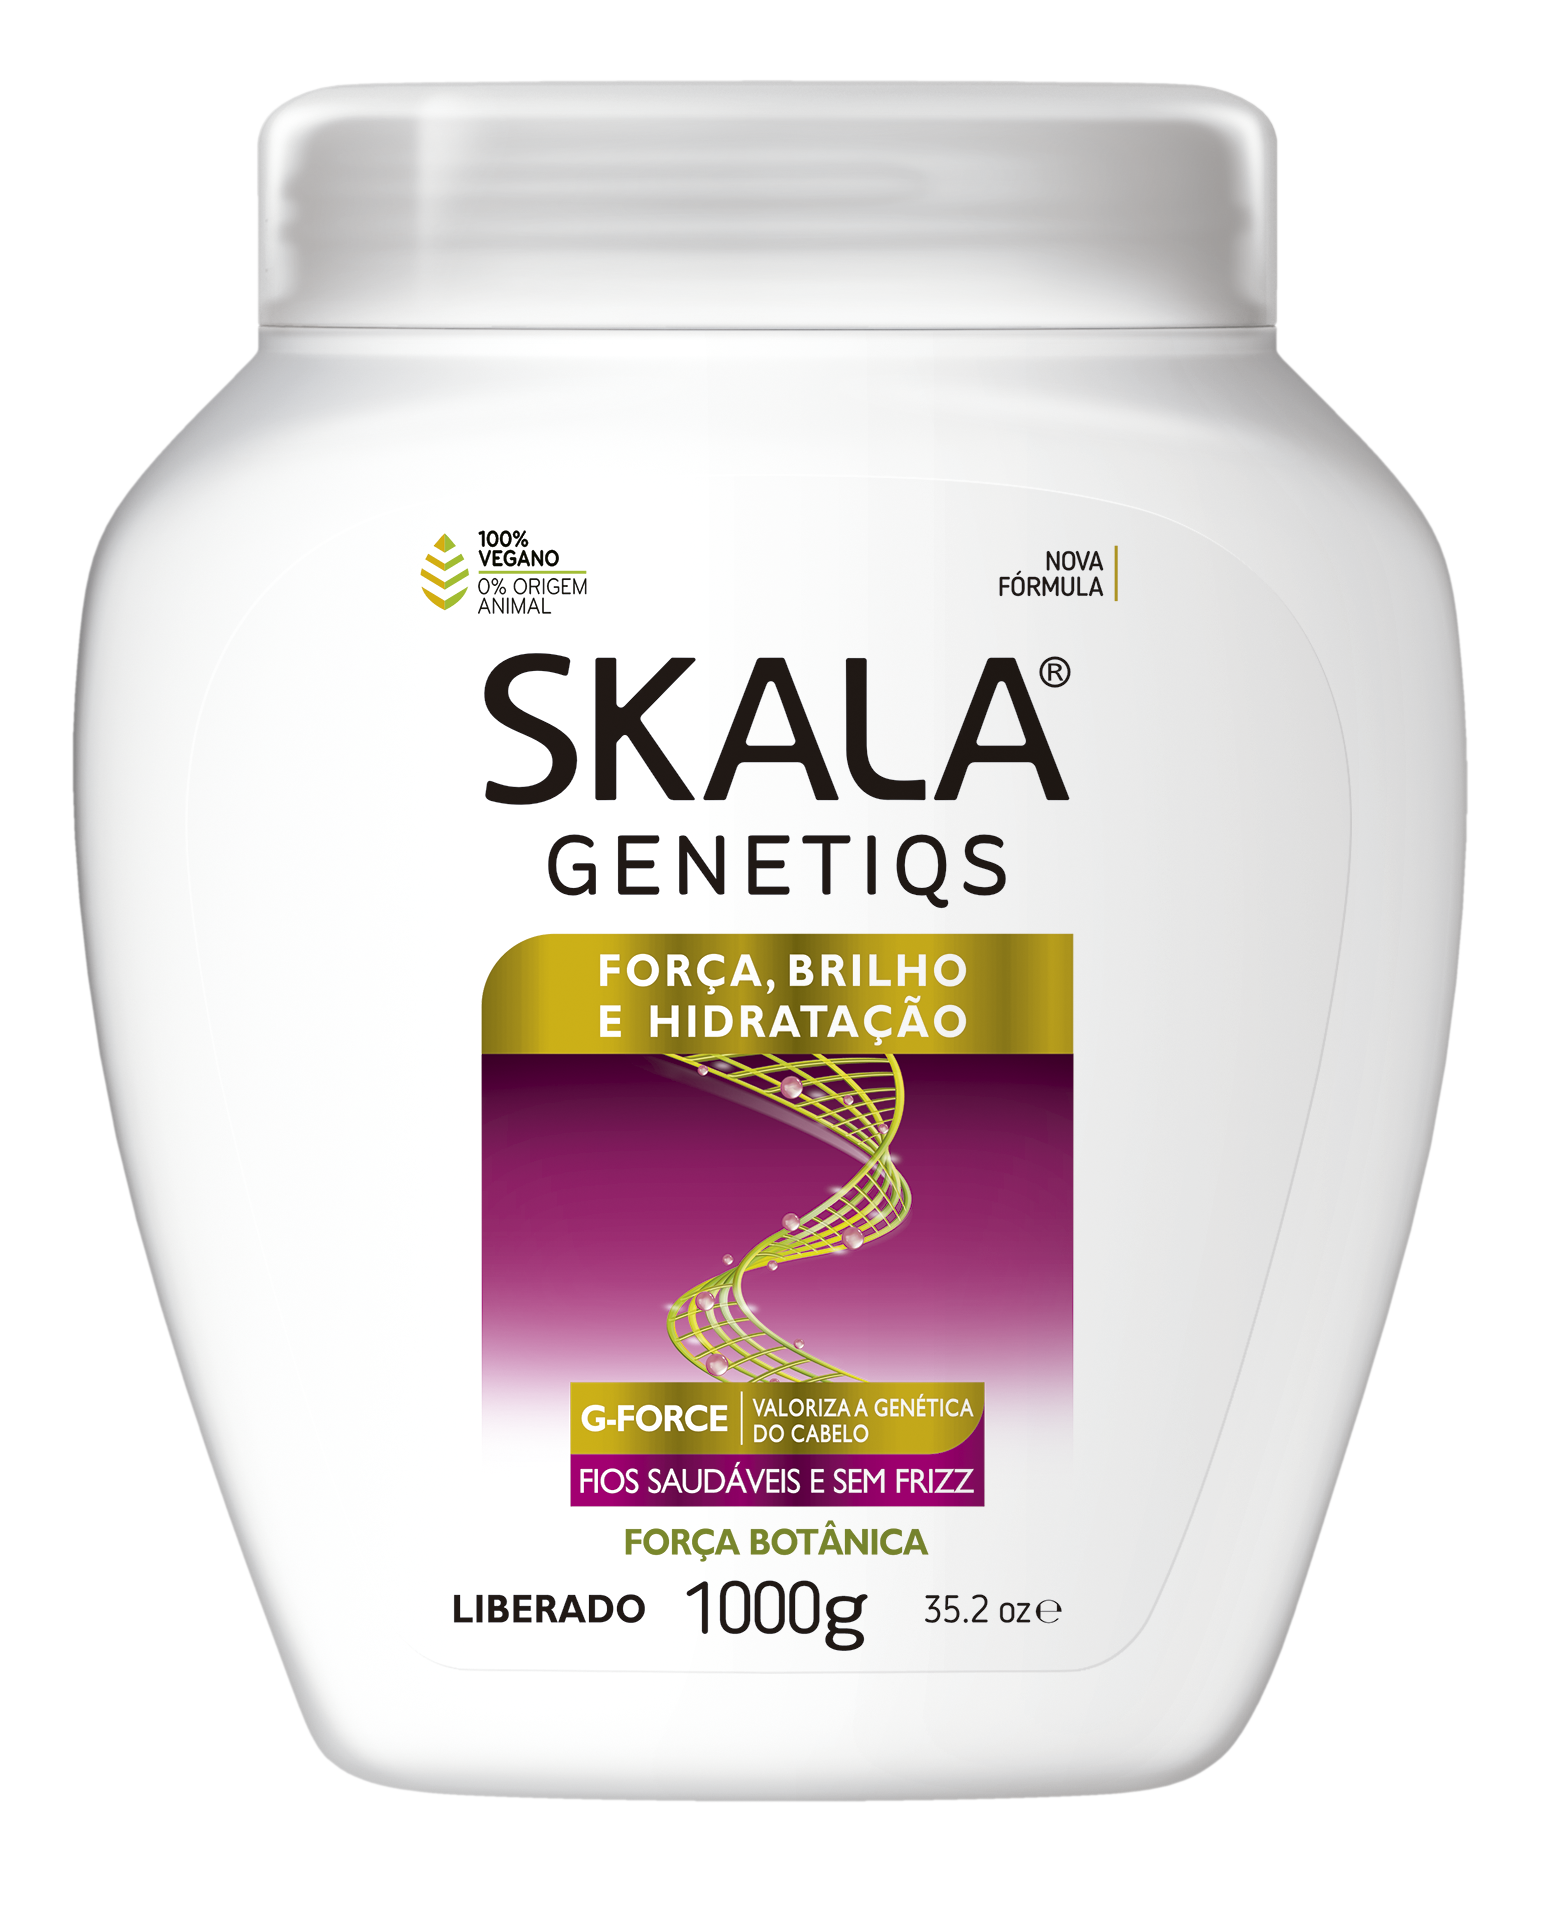 100%
VEGANO
0% ORIGEM
ANIMAL
NOVA
FÓRMULA
SKALA®
GENETIQS
FORÇA, BRILHO
E HIDRATAÇÃO
G-FORCE
VALORIZA A GENÉTICA
DO CABELO
FIOS SAUDÁVEIS E SEM FRIZZ
FORÇA BOTÂNICA
LIBERADO 1000g 35.2 oz℮